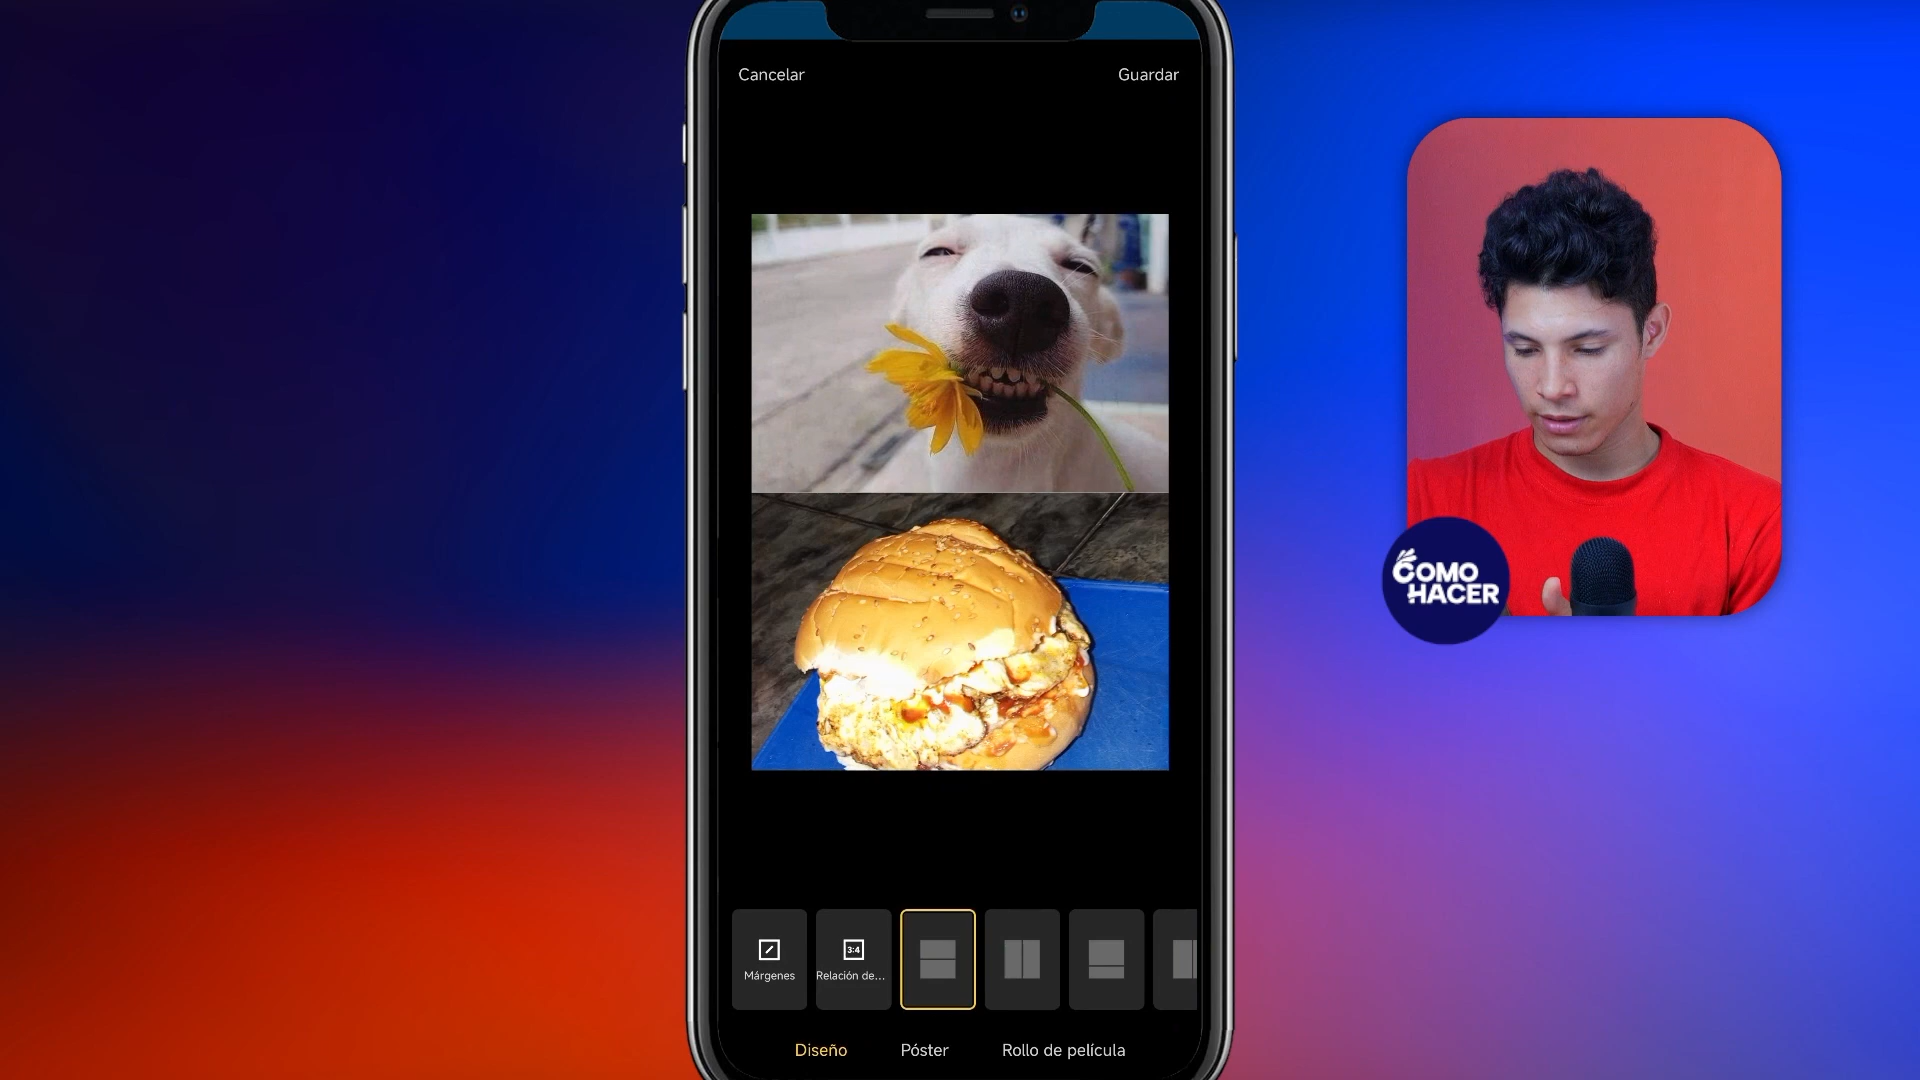 Cancelar
Guardar
COMO
HACER
3:4
Márgenes
Relación de...
Diseño
Póster
Rollo de película